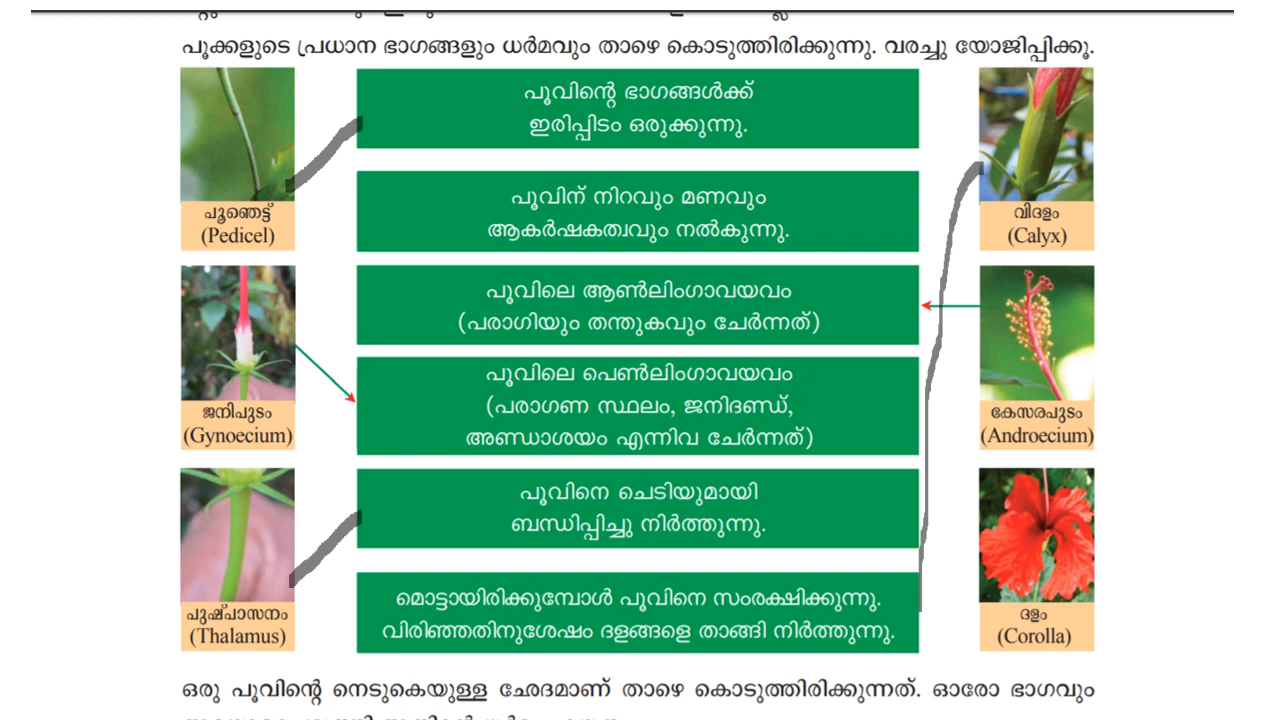 പൂക്കളുടെ പ്രധാന ഭാഗങ്ങളും ധർമവും താഴെ കൊടുത്തിരിക്കുന്നു. വരച്ചു യോജിപ്പിക്കൂ.
പൂവിന്റെ ഭാഗങ്ങൾക്ക്
ഇരിപ്പിടം ഒരുക്കുന്നു.
പൂഞെട്ട്
(Pedicel)
പൂവിന് നിറവും മണവും
ആകർഷകത്വവും നൽകുന്നു.
വിദളം
(Calyx)
പൂവിലെ ആൺലിംഗാവയവം
(പരാഗിയും തന്തുകവും ചേർന്നത്)
ജനിപുടം
(Gynoecium)
പൂവിലെ പെൺലിംഗാവയവം
(പരാഗണ സ്ഥലം, ജനിദണ്ഡ്,
അണ്ഡാശയം എന്നിവ ചേർന്നത്)
കേസരപുടം
(Androecium)
പൂവിനെ ചെടിയുമായി
ബന്ധിപ്പിച്ചു നിർത്തുന്നു.
പുഷ്പാസനം
(Thalamus)
മൊട്ടായിരിക്കുമ്പോൾ പൂവിനെ സംരക്ഷിക്കുന്നു.
വിരിഞ്ഞതിനുശേഷം ദളങ്ങളെ താങ്ങി നിർത്തുന്നു.
ദളം
(Corolla)
ഒരു പൂവിന്റെ നെടുകെയുള്ള ഛേദമാണ് താഴെ കൊടുത്തിരിക്കുന്നത്. ഓരോ ഭാഗവും